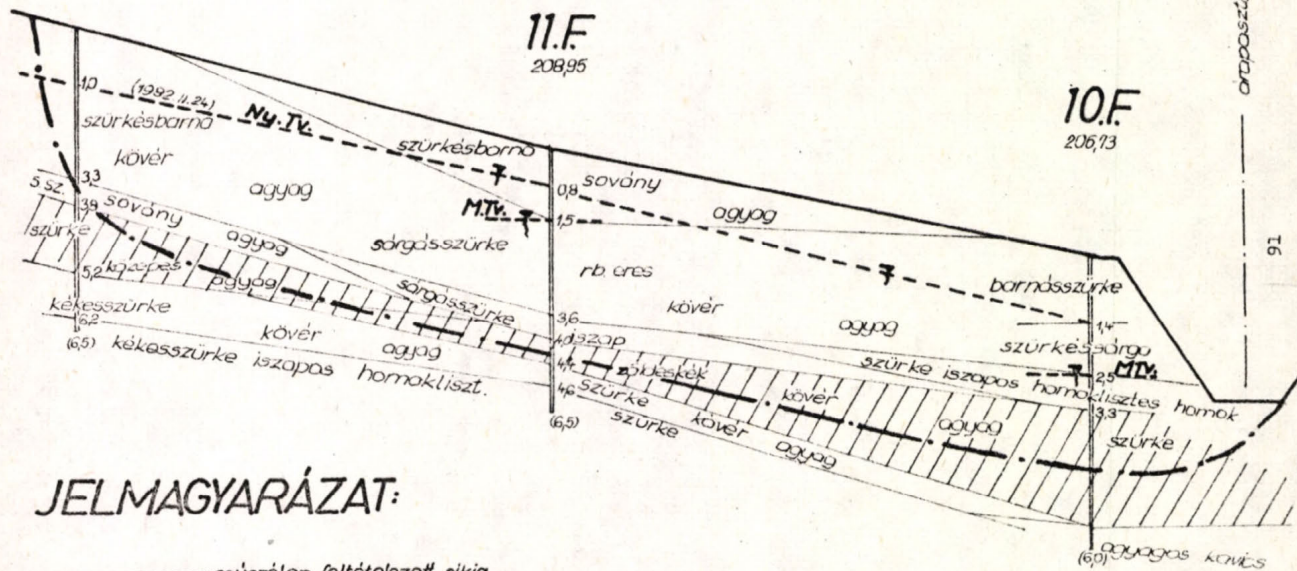 11.F.
208,95
10.F.
206,73
91
1,0
(1992.11.24)
Ny.Tv.
szürkésbarna
kövér
agyag
szürkésbarna
0,8
sovány
agyag
M.Tv.
1,5
sárgásszürke
rb. eres
kövér
agyag
barnásszürke
1,4
szürkéssárga
M.Tv.
2,5
3,3
5.sz.
3,9
sovány
agyag
szürke
sárgásszürke
3,6
iszap
szürke iszapos homoklisztes homok
3,3
5,2
közepes
agyag
zöldeskék
kövér
agyag
szürke
kékesszürke
6,2
kövér
agyag
4,6
szürke
(6,5)
kékesszürke iszapos homokliszt.
(6,5)
szürke
kövér
agyag
(6,0)
agyagos kavics
JELMAGYARÁZAT:
feltételezett síkja